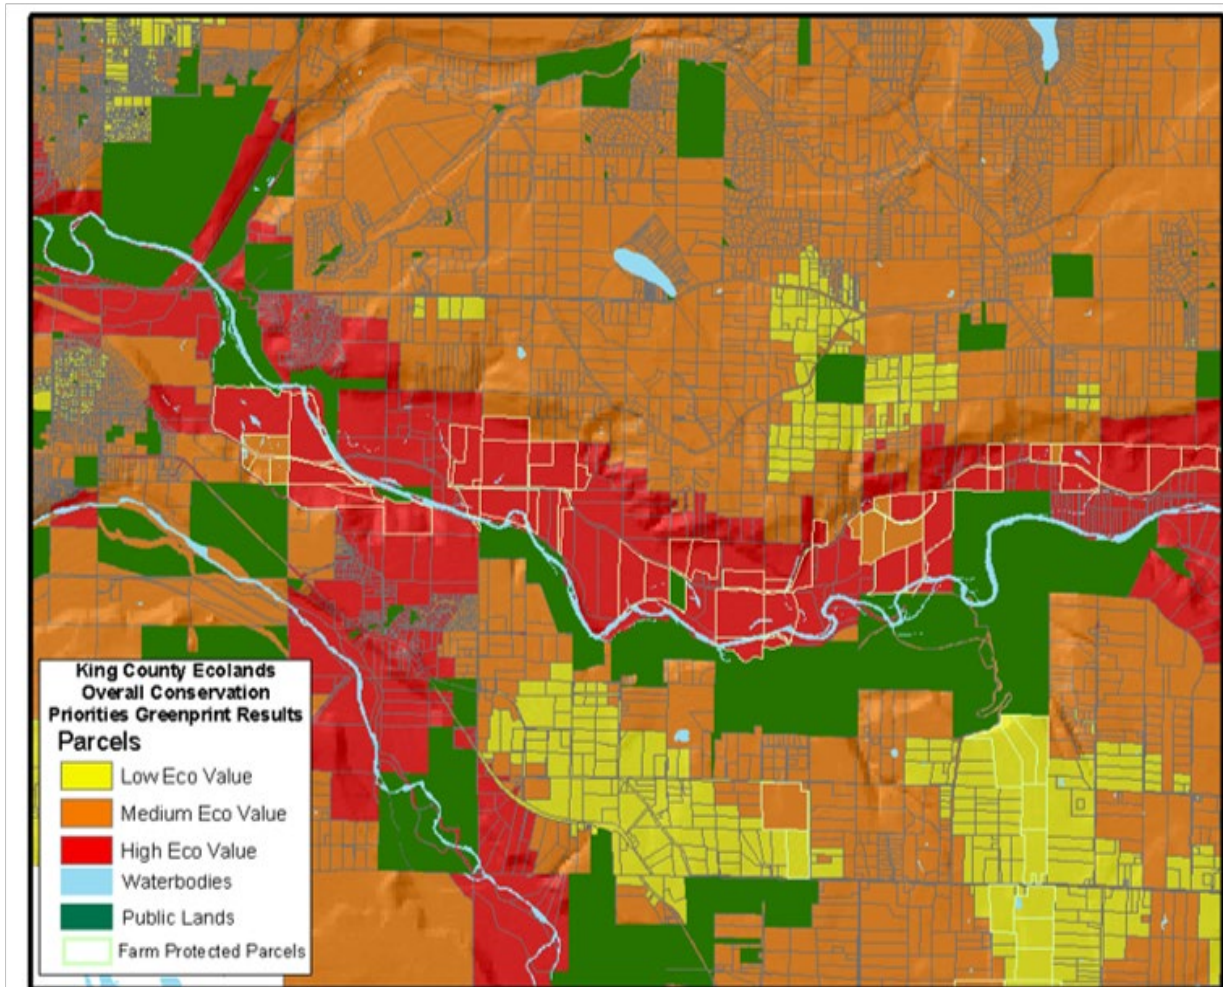 King County Ecolands
Overall Conservation
Priorities Greenprint Results
Parcels
Low Eco Value
Medium Eco Value
High Eco Value
Waterbodies
Public Lands
Farm Protected Parcels